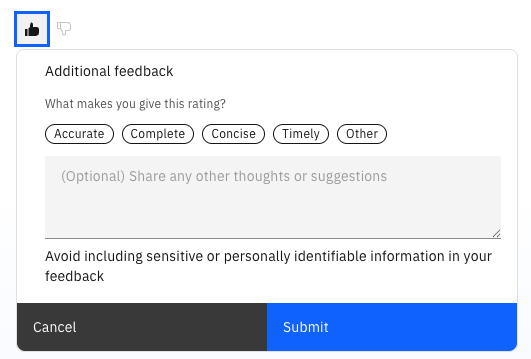 Additional feedback
What makes you give this rating?
Accurate Complete Concise Timely Other
(Optional) Share any other thoughts or suggestions
Avoid including sensitive or personally identifiable information in your
feedback
Cancel Submit